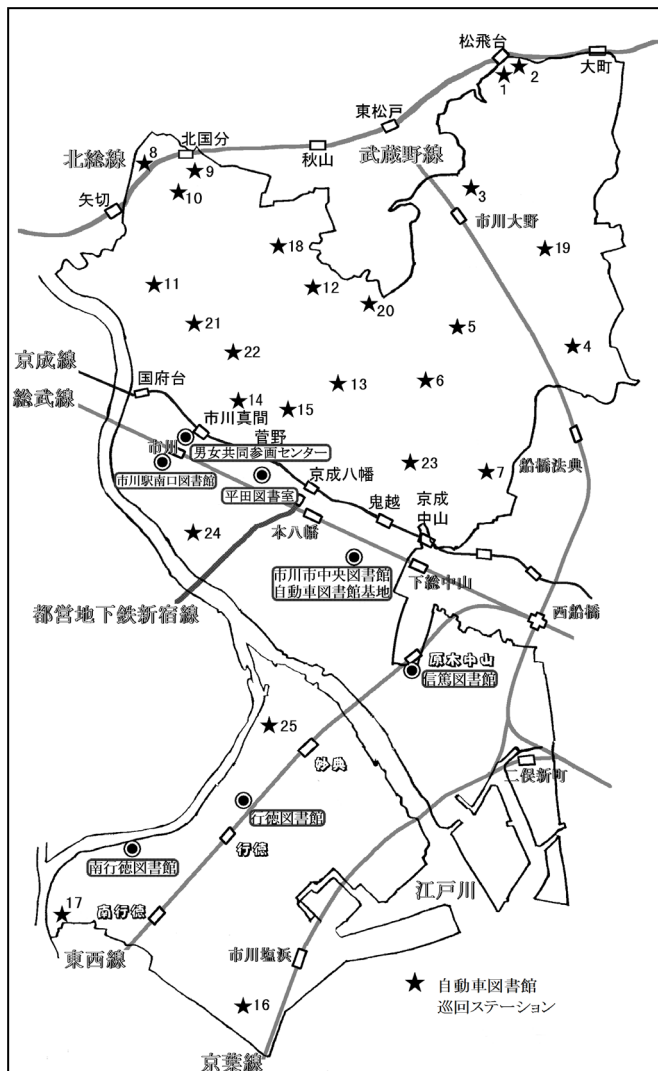 松飛台
大町
1
2
東松戸
北国分
秋山
武蔵野線
北総線
8
9
10
矢切
3
市川大野
18
19
11
12
20
21
5
22
4
京成線
国府台
総武線
14
13
6
15
市川真間
菅野
市川
男女共同参画センター
船橋法典
市川駅南口図書館
京成八幡
23
7
平田図書室
鬼越
京成
中山
本八幡
24
市川市中央図書館
自動車図書館基地
下総中山
都営地下鉄新宿線
西船橋
原木中山
信篤図書館
25
妙典
二俣新町
行徳図書館
行徳
南行徳図書館
江戸川
17
南行徳
東西線
市川塩浜
16
★ 自動車図書館
巡回ステーション
京葉線